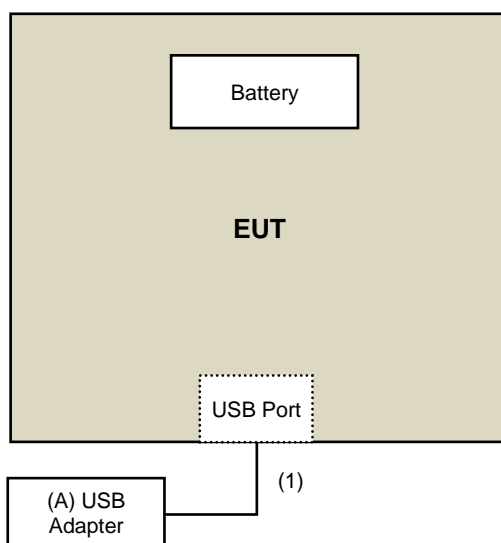 Battery
EUT
USB Port
(1)
(A) USB
Adapter